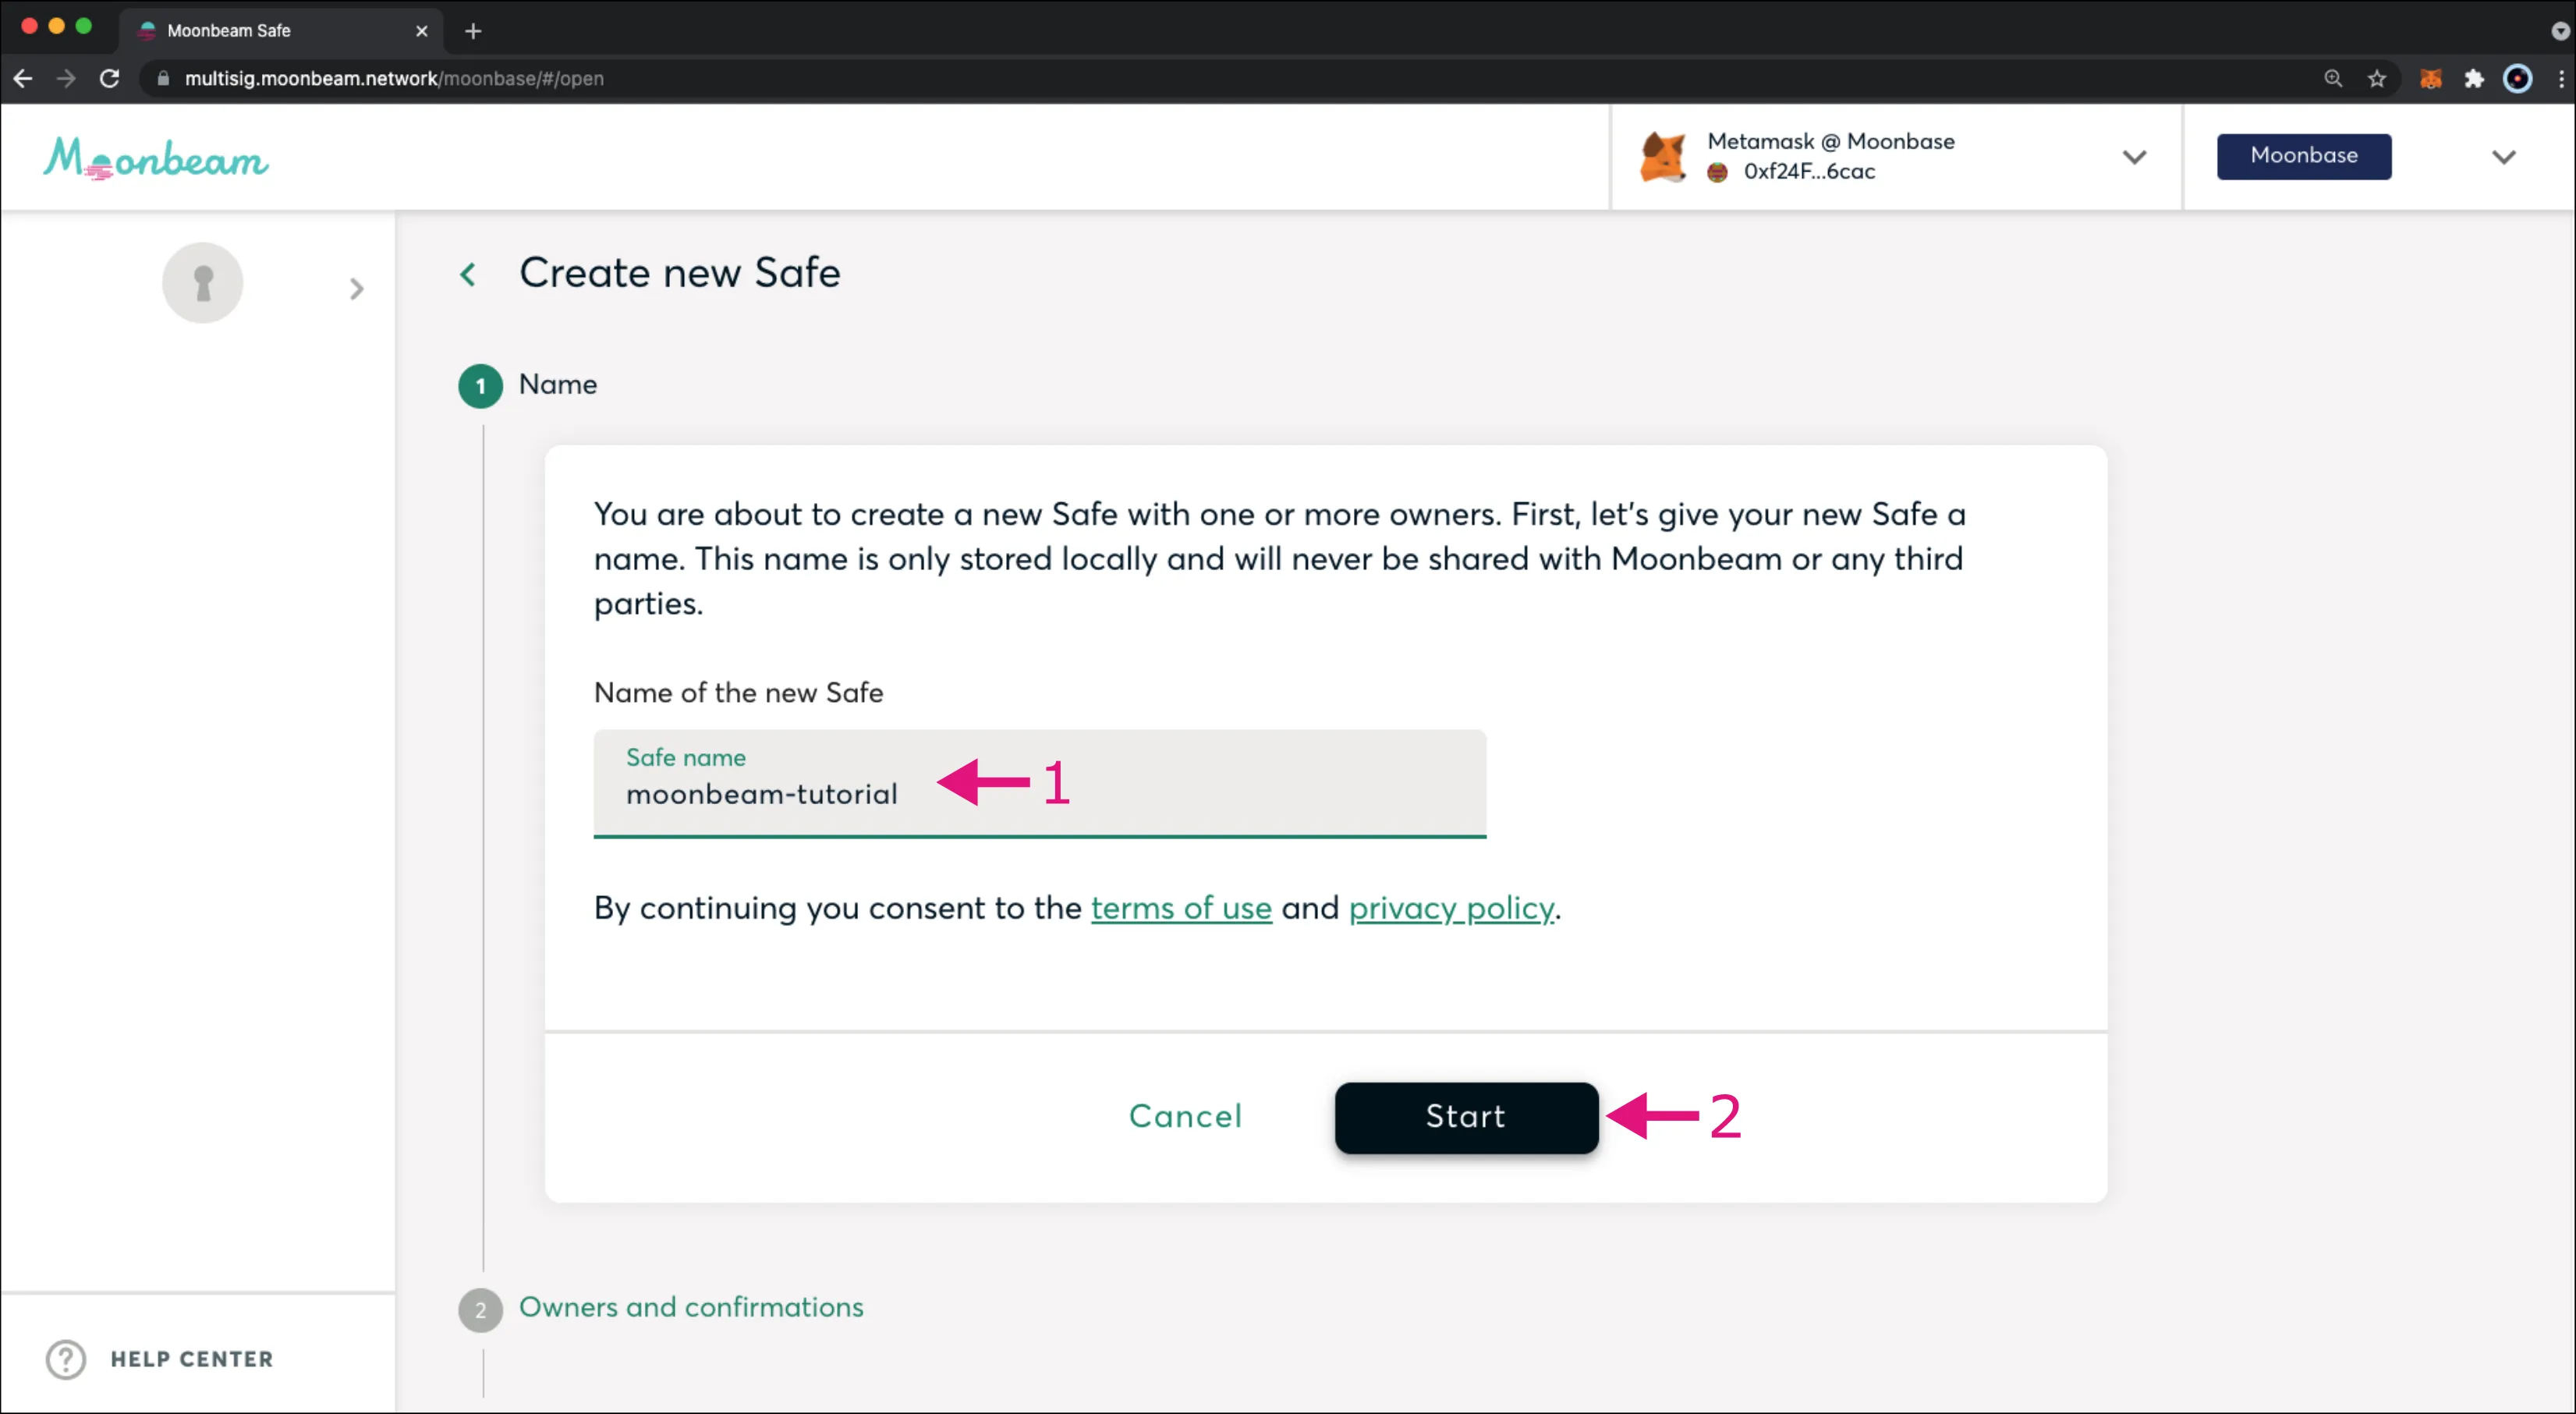 Moonbeam Safe
multisig.moonbeam.network/moonbase/#/open
Moonbeam
Metamask @ Moonbase
0xf24F...6cac
Moonbase
Create new Safe
1 Name
You are about to create a new Safe with one or more owners. First, let's give your new Safe a
name. This name is only stored locally and will never be shared with Moonbeam or any third
parties.
Name of the new Safe
Safe name
moonbeam-tutorial
1
By continuing you consent to the terms of use and privacy policy.
Cancel
Start
2
2 Owners and confirmations
? HELP CENTER